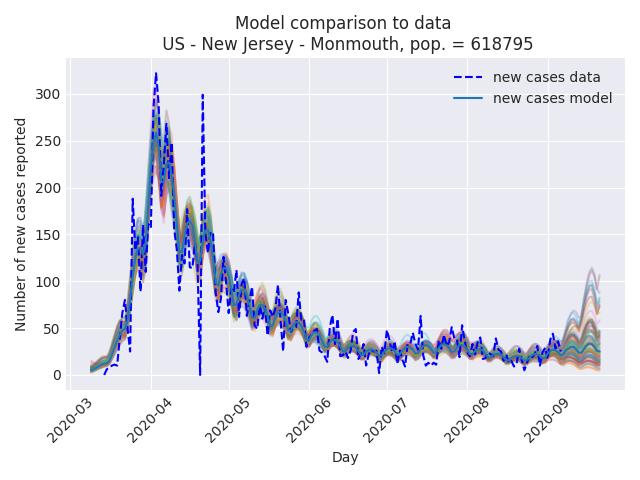 Model comparison to data
US - New Jersey - Monmouth, pop. = 618795
new cases data
new cases model
Number of new cases reported
300
250
200
150
100
50
0
2020-03
2020-04
2020-05
2020-06
2020-07
2020-08
2020-09
Day